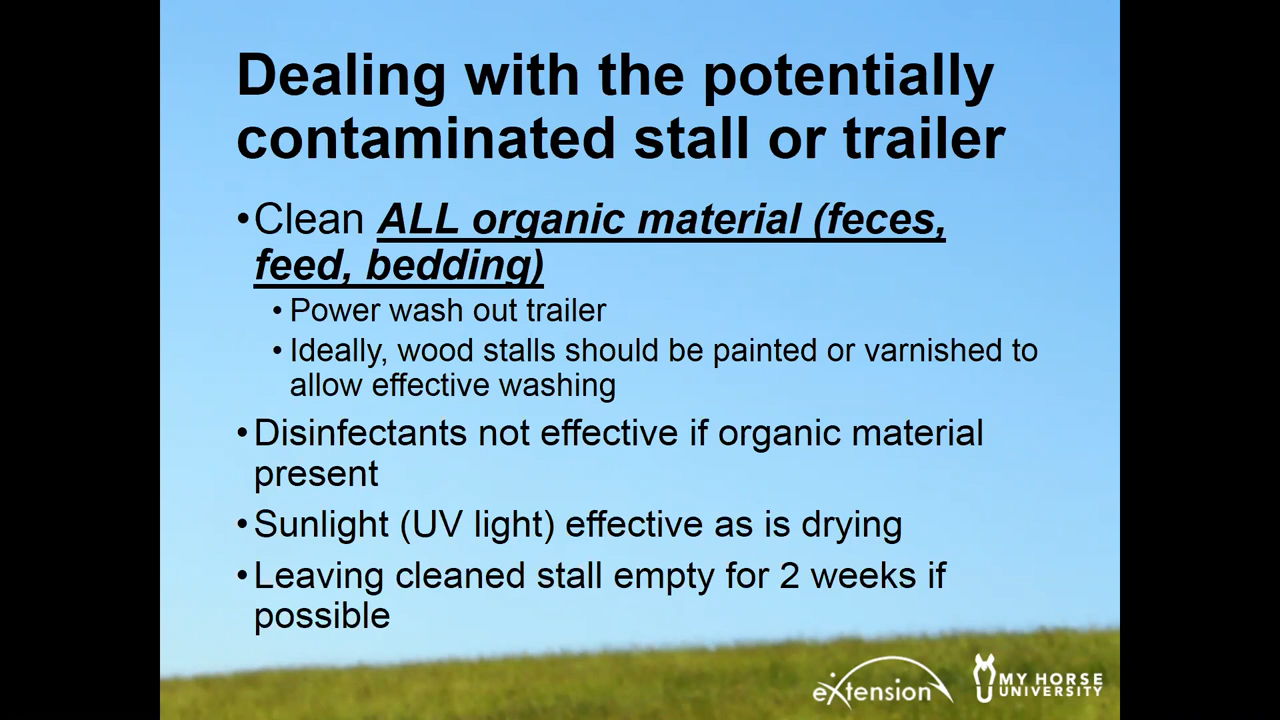 Dealing with the potentially
contaminated stall or trailer
•Clean ALL organic material (feces,
feed, bedding)
•Power wash out trailer
•Ideally, wood stalls should be painted or varnished to
allow effective washing
•Disinfectants not effective if organic material
present
•Sunlight (UV light) effective as is drying
•Leaving cleaned stall empty for 2 weeks if
possible
eXtension
MY HORSE
UNIVERSITY